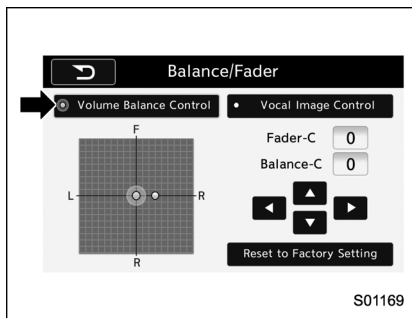 Balance/Fader
Volume Balance Control
Vocal Image Control
F
L
R
R
Fader-C 0
Balance-C 0
Reset to Factory Setting
S01169